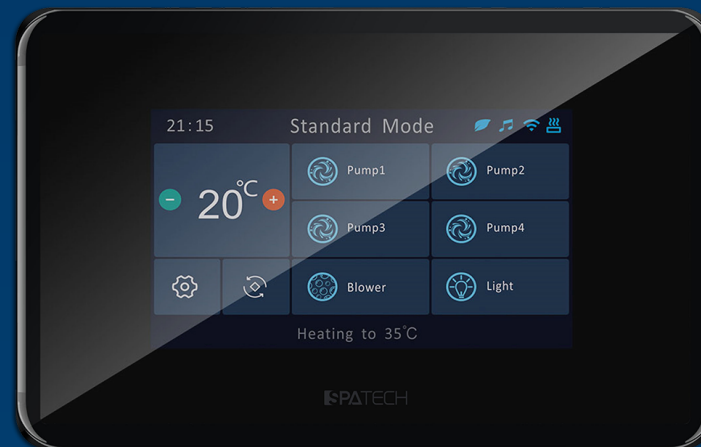 21:15 Standard Mode
20°C
Pump1 Pump2
Pump3 Pump4
Blower Light
Heating to 35°C
SPATECH